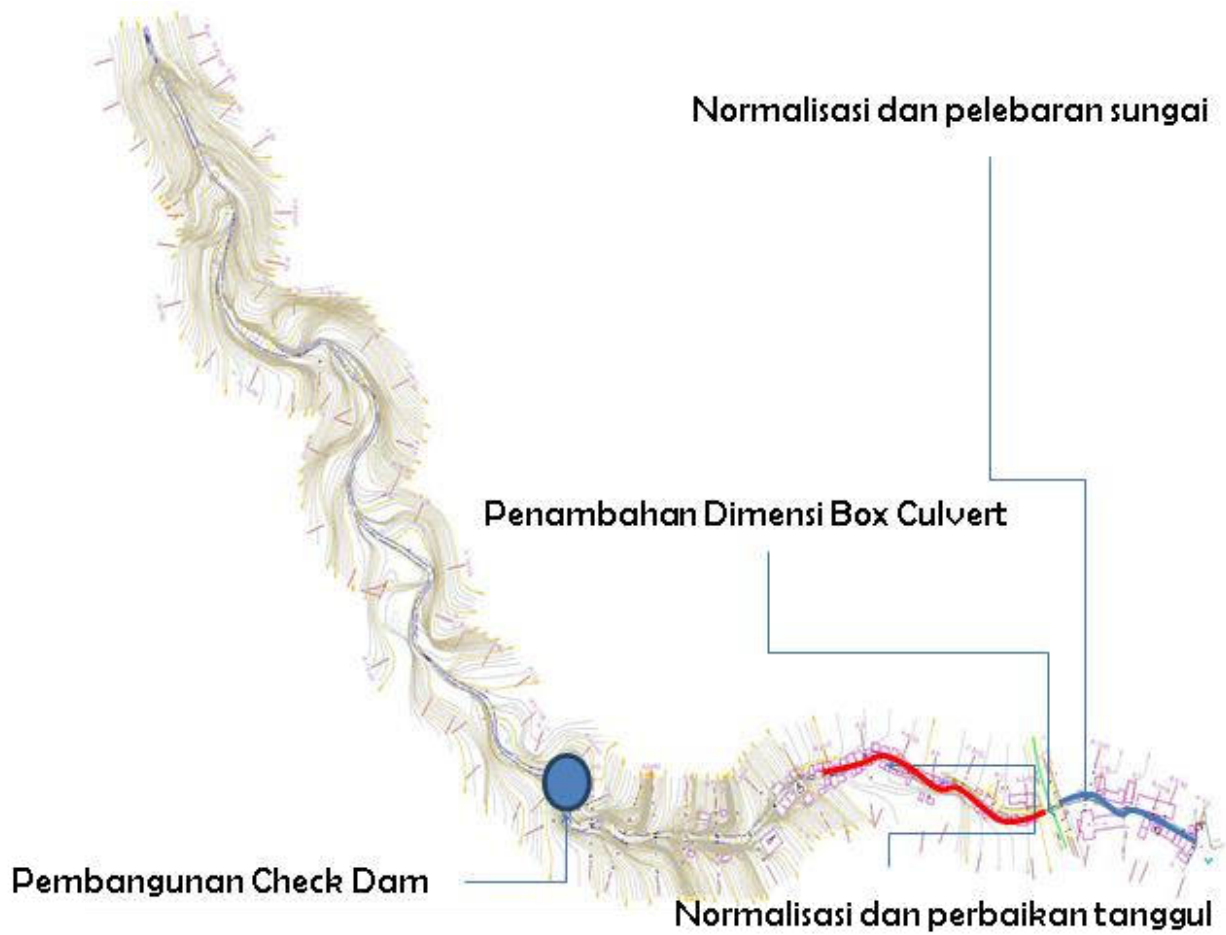 Normalisasi dan pelebaran sungai
Penambahan Dimensi Box Culvert
Pembangunan Check Dam
Normalisasi dan perbaikan tanggul